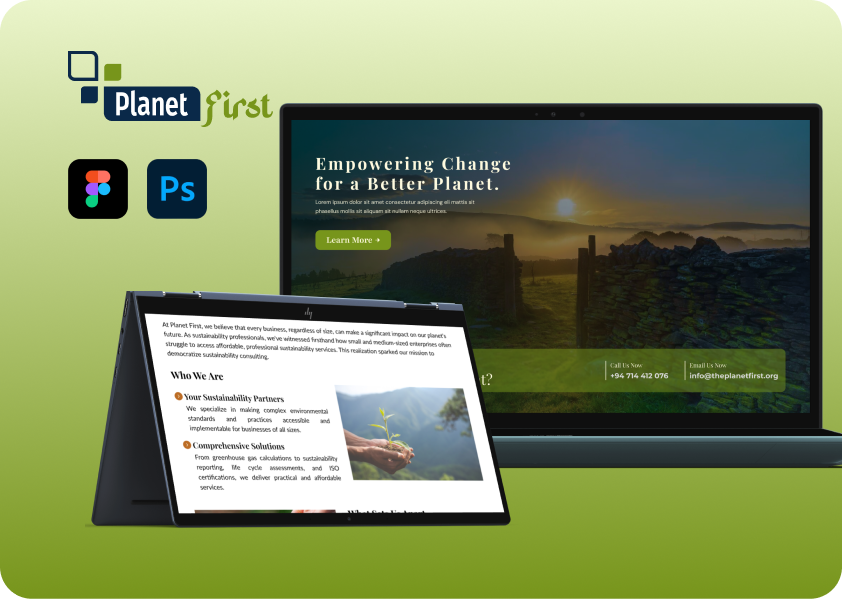 Planet first
Ps
Empowering Change
for a Better Planet.
Lorem ipsum dolor sit amet consectetur adipiscing eli mattis sit
phasellus mollis sit aliquam sit nullam neque ultrices.
Learn More
t?
Call Us Now
+94 714 412 076
Email Us Now
info@theplanetfirst.org
hp
At Planet First, we believe that every business, regardless of size, can make a significant impact on our planet's
future. As sustainability professionals, we've witnessed firsthand how small and medium-sized enterprises often
struggle to access affordable, professional sustainability services. This realization sparked our mission to
democratize sustainability consulting.
Who We Are
Your Sustainability Partners
We specialize in making complex environmental
standards and practices accessible and
implementable for businesses of all sizes.
Comprehensive Solutions
From greenhouse gas calculations to sustainability
reporting, life cycle assessments, and ISO
certifications, we deliver practical and affordable
services.